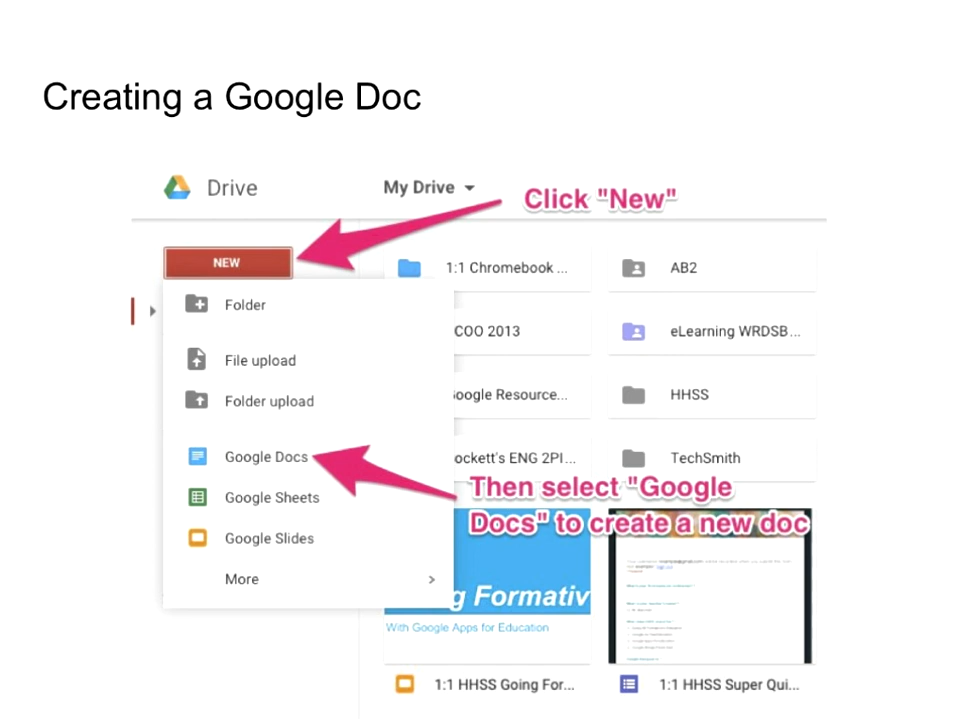 Creating a Google Doc
Drive
My Drive
Click "New"
NEW
1:1 Chromebook ...
AB2
Folder
COO 2013
eLearning WRDSB...
File upload
Folder upload
Google Resource...
HHSS
Google Docs
ockett's ENG 2PI...
TechSmith
Then select "Google
Docs" to create a new doc
Google Sheets
Google Slides
More
g Formativ
With Google Apps for Education
1:1 HHSS Going For...
1:1 HHSS Super Qui...